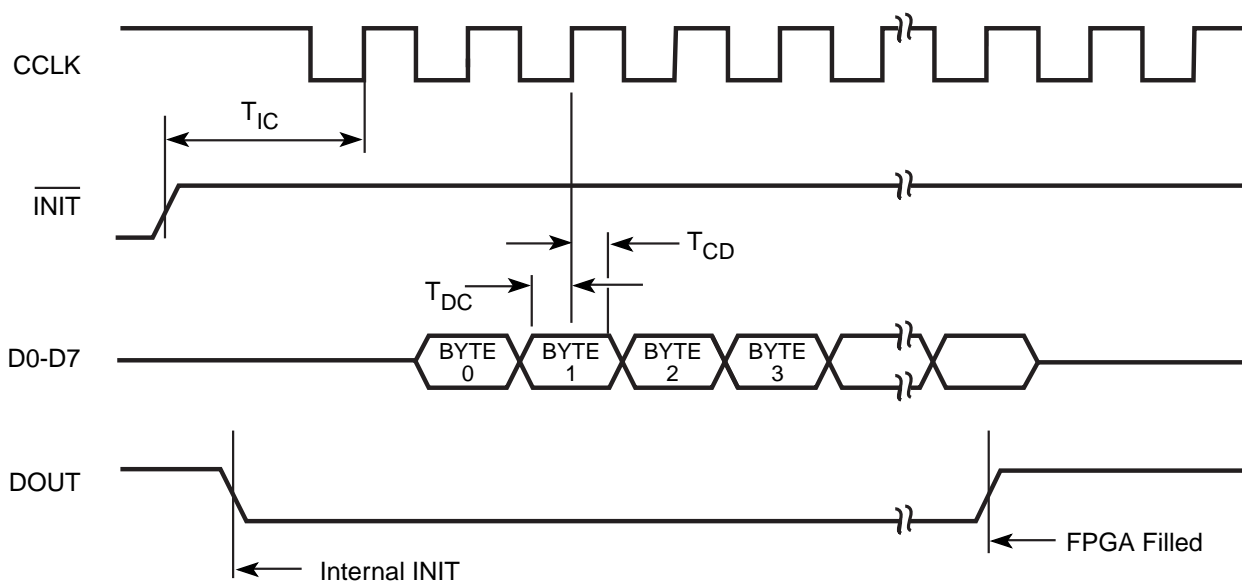 CCLK
T_IC
INIT
T_CD
T_DC
D0-D7
BYTE 0
BYTE 1
BYTE 2
BYTE 3
DOUT
FPGA Filled
Internal INIT